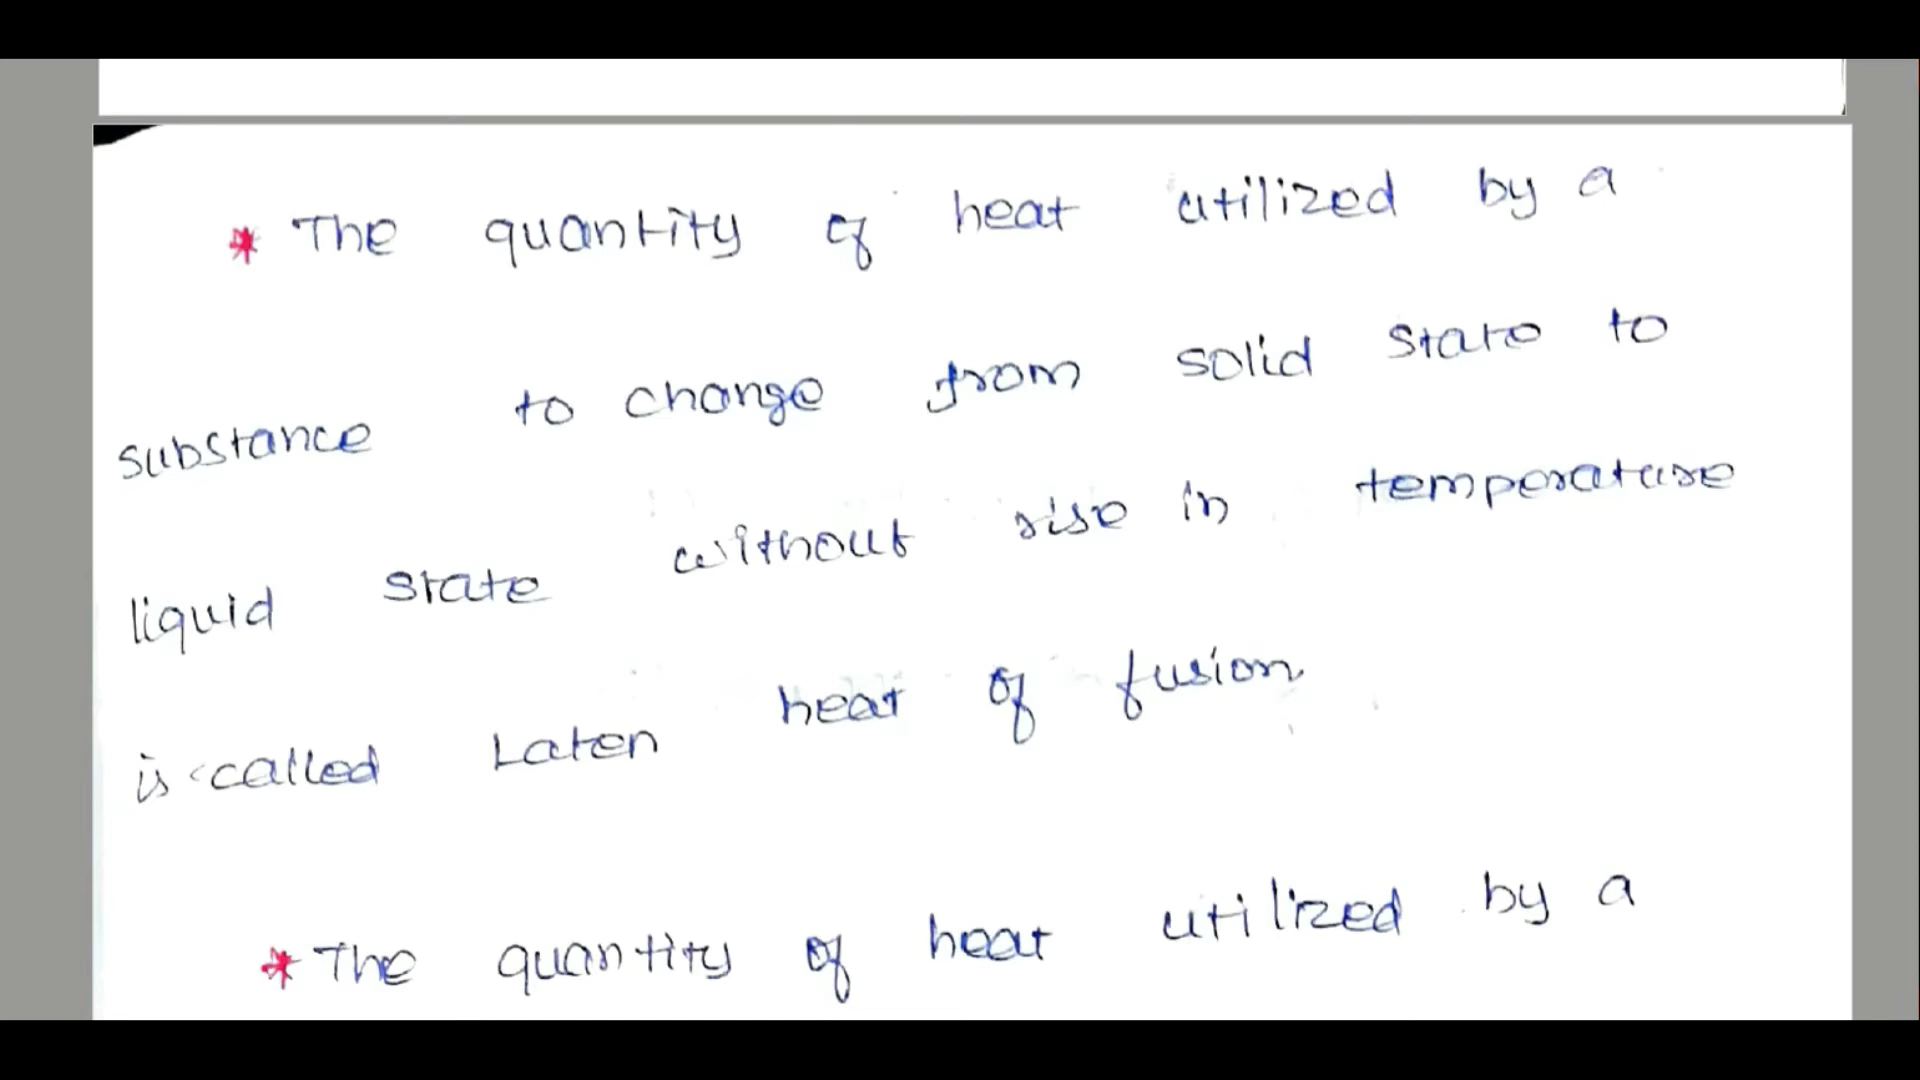 * The quantity of heat utilized by a
substance to change from solid state to
liquid state without rise in temperature
is called Laten heat of fusion
* The quantity of heat utilized by a